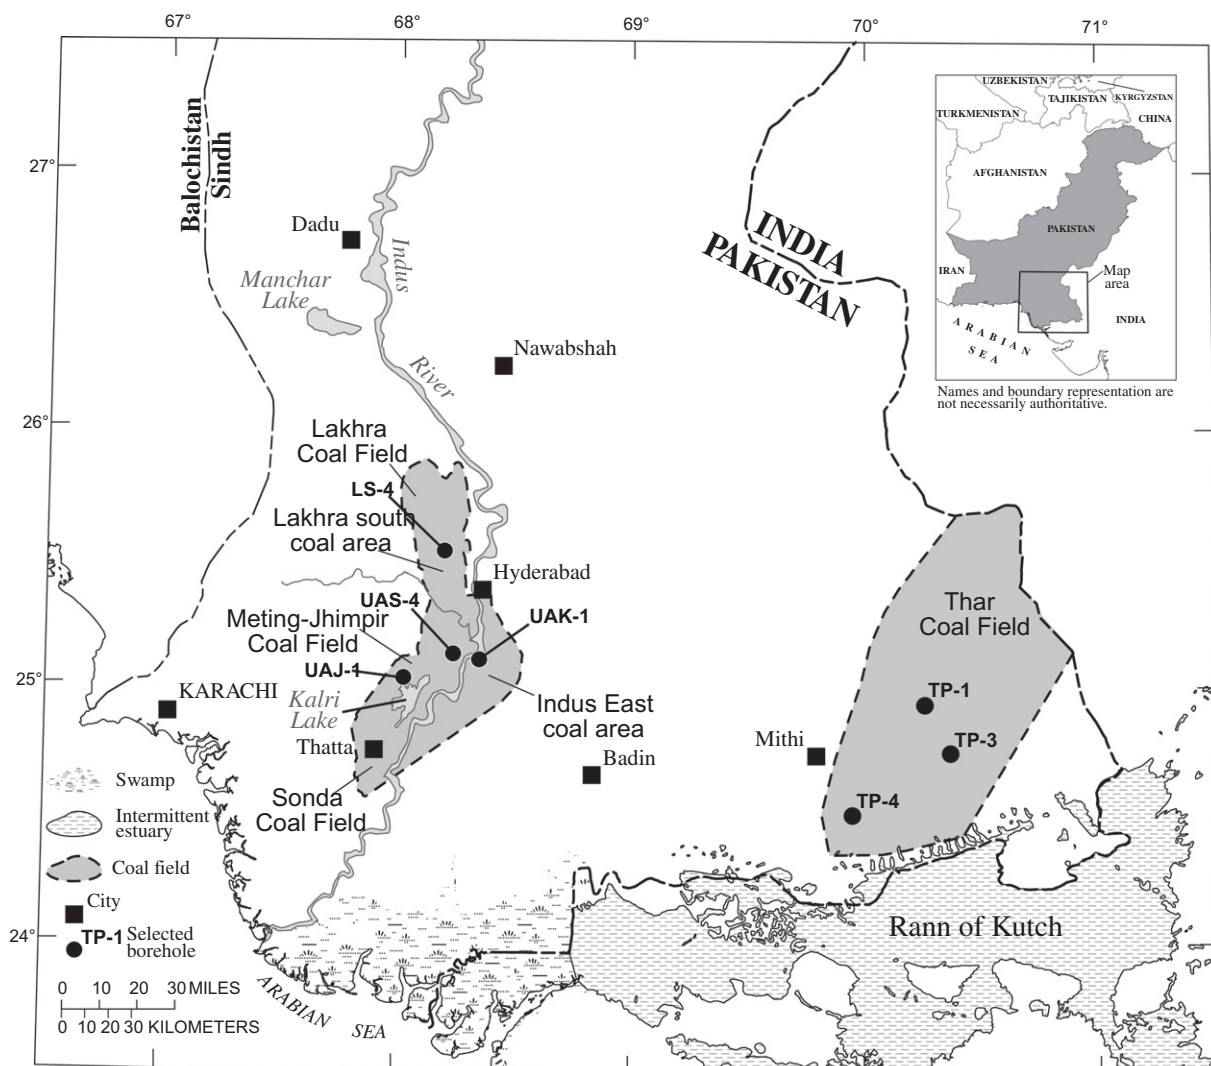 67°
68°
69°
70°
71°
27°
26°
25°
24°
Balochistan
Sindh
Dadu
Manchar
Lake
Indus
River
Nawabshah
INDIA
PAKISTAN
UZBEKISTAN
TAJIKISTAN
KYRGYZSTAN
TURKMENISTAN
CHINA
AFGHANISTAN
PAKISTAN
IRAN
Map
area
INDIA
ARABIAN
SEA
Names and boundary representation are
not necessarily authoritative.
Lakhra
Coal Field
LS-4
Lakhra south
coal area
Hyderabad
UAS-4
UAK-1
Meting-Jhimpir
Coal Field
UAJ-1
KARACHI
Kalri
Lake
Indus East
coal area
Thatta
Badin
Sonda
Coal Field
Thar
Coal Field
TP-1
TP-3
Mithi
TP-4
Rann of Kutch
Swamp
Intermittent
estuary
Coal field
City
TP-1 Selected
borehole
0 10 20 30 MILES
0 10 20 30 KILOMETERS
ARABIAN SEA